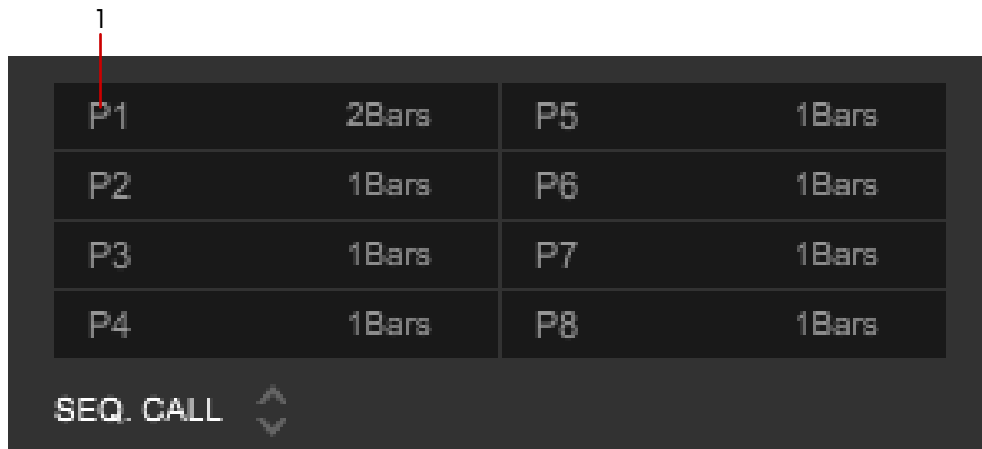 1
P1 2Bars P5 1Bars
P2 1Bars P6 1Bars
P3 1Bars P7 1Bars
P4 1Bars P8 1Bars
SEQ. CALL